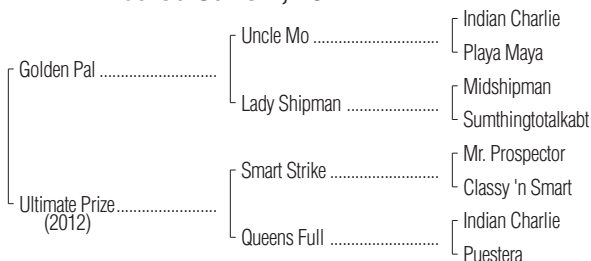 Indian Charlie
Uncle Mo ........................
Playa Maya
Golden Pal ............................
Midshipman
Lady Shipman ......................
Sumthingtotalkabt
Mr. Prospector
Smart Strike ..........................
Classy 'n Smart
Ultimate Prize........................
(2012)
Indian Charlie
Queens Full ..........................
Puestera